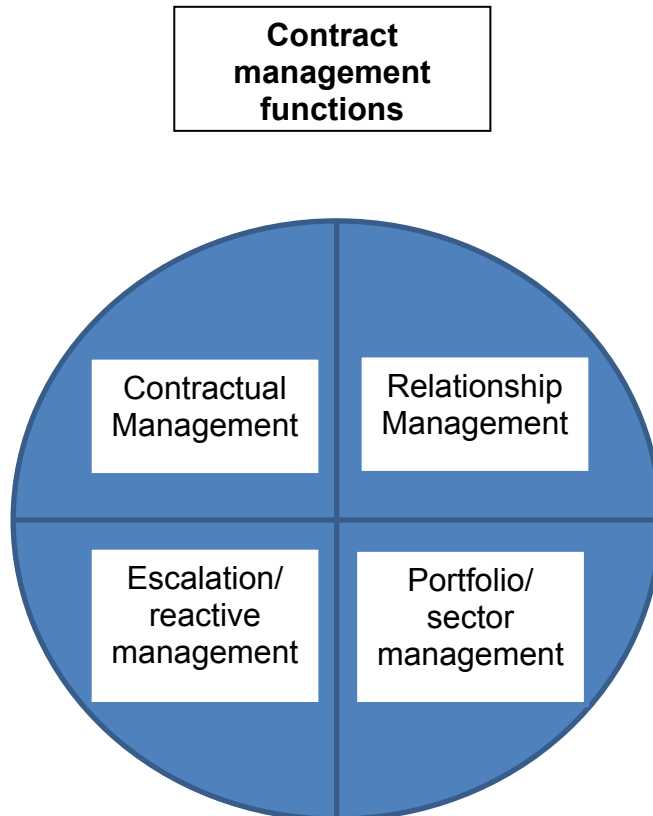 Contract
management
functions
Contractual
Management
Relationship
Management
Escalation/
reactive
management
Portfolio/
sector
management